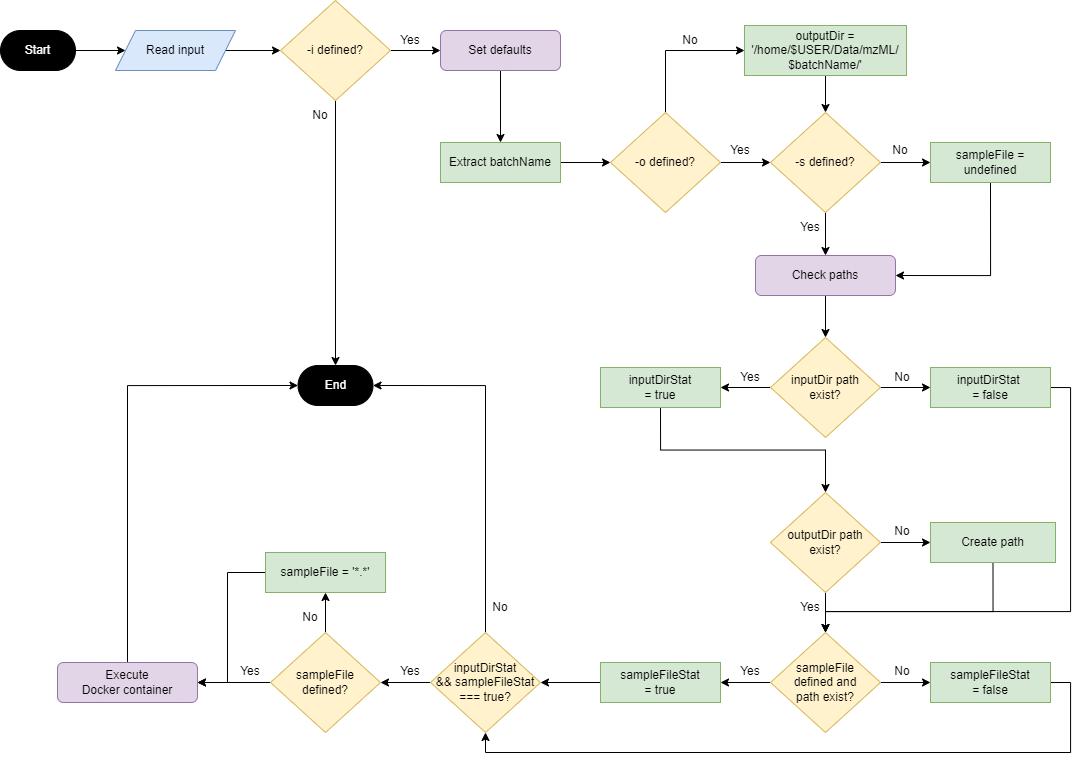 Start
Read input
-i defined?
Yes
Set defaults
No
outputDir =
'/home/$USER/Data/mzML/
$batchName/'
No
Extract batchName
-o defined?
Yes
-s defined?
No
sampleFile =
undefined
Yes
Check paths
End
inputDirStat
= true
Yes
inputDir path
exist?
No
inputDirStat
= false
outputDir path
exist?
No
Create path
Yes
sampleFile = '*.*'
No
No
Execute
Docker container
Yes
sampleFile
defined?
Yes
inputDirStat
&& sampleFileStat
=== true?
sampleFileStat
= true
Yes
sampleFile
defined and
path exist?
No
sampleFileStat
= false